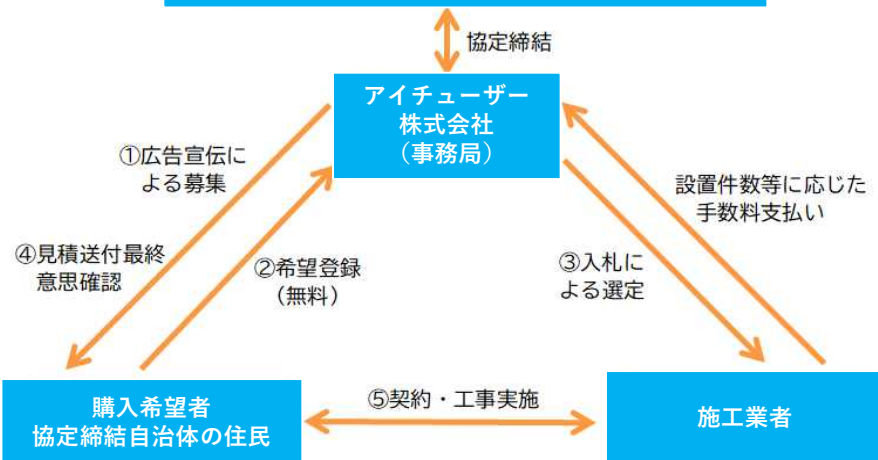 協定締結
アイチューザー
株式会社
（事務局）
①広告宣伝に
よる募集
設置件数等に応じた
手数料支払い
④見積送付最終
意思確認
②希望登録
（無料）
③入札に
よる選定
購入希望者
協定締結自治体の住民
⑤契約・工事実施
施工業者